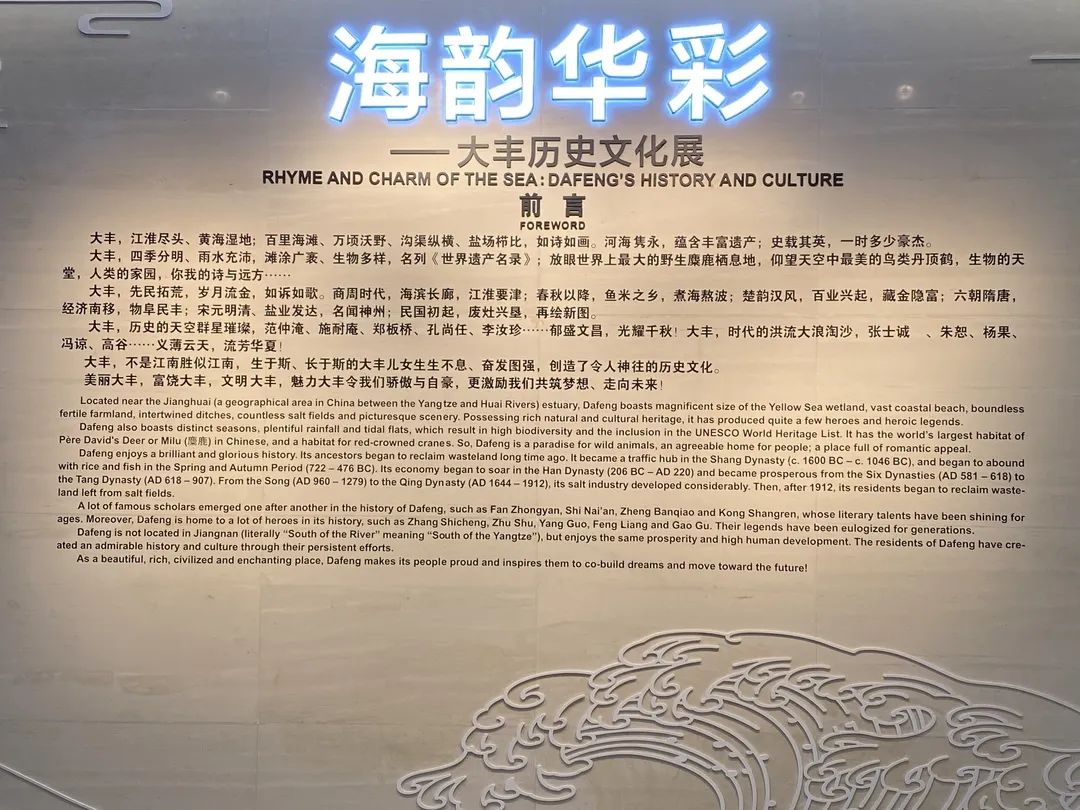 海韵华彩
——大丰历史文化展
RHYME AND CHARM OF THE SEA: DAFENG'S HISTORY AND CULTURE
前言
FOREWORD
大丰，江淮尽头、黄海湿地；百里海滩、万顷沃野、沟渠纵横、盐场栉比，如诗如画。河海隽永，蕴含丰富遗产；史载其英，一时多少豪杰。
大丰，四季分明、雨水充沛，滩涂广袤、生物多样，名列《世界遗产名录》；放眼世界上最大的野生麋鹿栖息地，仰望天空中最美的鸟类丹顶鹤，生物的天
堂，人类的家园，你我的诗与远方……
大丰，先民拓荒，岁月流金，如诉如歌。商周时代，海滨长廊，江淮要津；春秋以降，鱼米之乡，煮海熬波；楚韵汉风，百业兴起，藏金隐富；六朝隋唐，
经济南移，物阜民丰；宋元明清、盐业发达，名闻神州；民国初起，废灶兴垦，再绘新图。
大丰，历史的天空群星璀璨，范仲淹、施耐庵、郑板桥、孔尚任、李汝珍……郁盛文昌，光耀千秋！大丰，时代的洪流大浪淘沙，张士诚 、朱恕、杨果、
冯谅、高谷……义薄云天，流芳华夏！
大丰，不是江南胜似江南，生于斯、长于斯的大丰儿女生生不息、奋发图强，创造了令人神往的历史文化。
美丽大丰，富饶大丰，文明大丰，魅力大丰令我们骄傲与自豪，更激励我们共筑梦想、走向未来！
Located near the Jianghuai (a geographical area in China between the Yangtze and Huai Rivers) estuary, Dafeng boasts magnificent size of the Yellow Sea wetland, vast coastal beach, boundless
fertile farmland, intertwined ditches, countless salt fields and picturesque scenery. Possessing rich natural and cultural heritage, it has produced quite a few heroes and heroic legends.
Dafeng also boasts distinct seasons, plentiful rainfall and tidal flats, which result in high biodiversity and the inclusion in the UNESCO World Heritage List. It has the world's largest habitat of
Père David's Deer or Milu (麋鹿) in Chinese, and a habitat for red-crowned cranes. So, Dafeng is a paradise for wild animals, an agreeable home for people; a place full of romantic appeal.
Dafeng enjoys a brilliant and glorious history. Its ancestors began to reclaim wasteland long time ago. It became a traffic hub in the Shang Dynasty (c. 1600 BC – c. 1046 BC), and began to abound
with rice and fish in the Spring and Autumn Period (722 – 476 BC). Its economy began to soar in the Han Dynasty (206 BC – AD 220) and became prosperous from the Six Dynasties (AD 581 – 618) to
the Tang Dynasty (AD 618 – 907). From the Song (AD 960 – 1279) to the Qing Dynasty (AD 1644 – 1912), its salt industry developed considerably. Then, after 1912, its residents began to reclaim waste-
land left from salt fields.
A lot of famous scholars emerged one after another in the history of Dafeng, such as Fan Zhongyan, Shi Nai'an, Zheng Banqiao and Kong Shangren, whose literary talents have been shining for
ages. Moreover, Dafeng is home to a lot of heroes in its history, such as Zhang Shicheng, Zhu Shu, Yang Guo, Feng Liang and Gao Gu. Their legends have been eulogized for generations.
Dafeng is not located in Jiangnan (literally “South of the River” meaning “South of the Yangtze”), but enjoys the same prosperity and high human development. The residents of Dafeng have cre-
ated an admirable history and culture through their persistent efforts.
As a beautiful, rich, civilized and enchanting place, Dafeng makes its people proud and inspires them to co-build dreams and move toward the future!